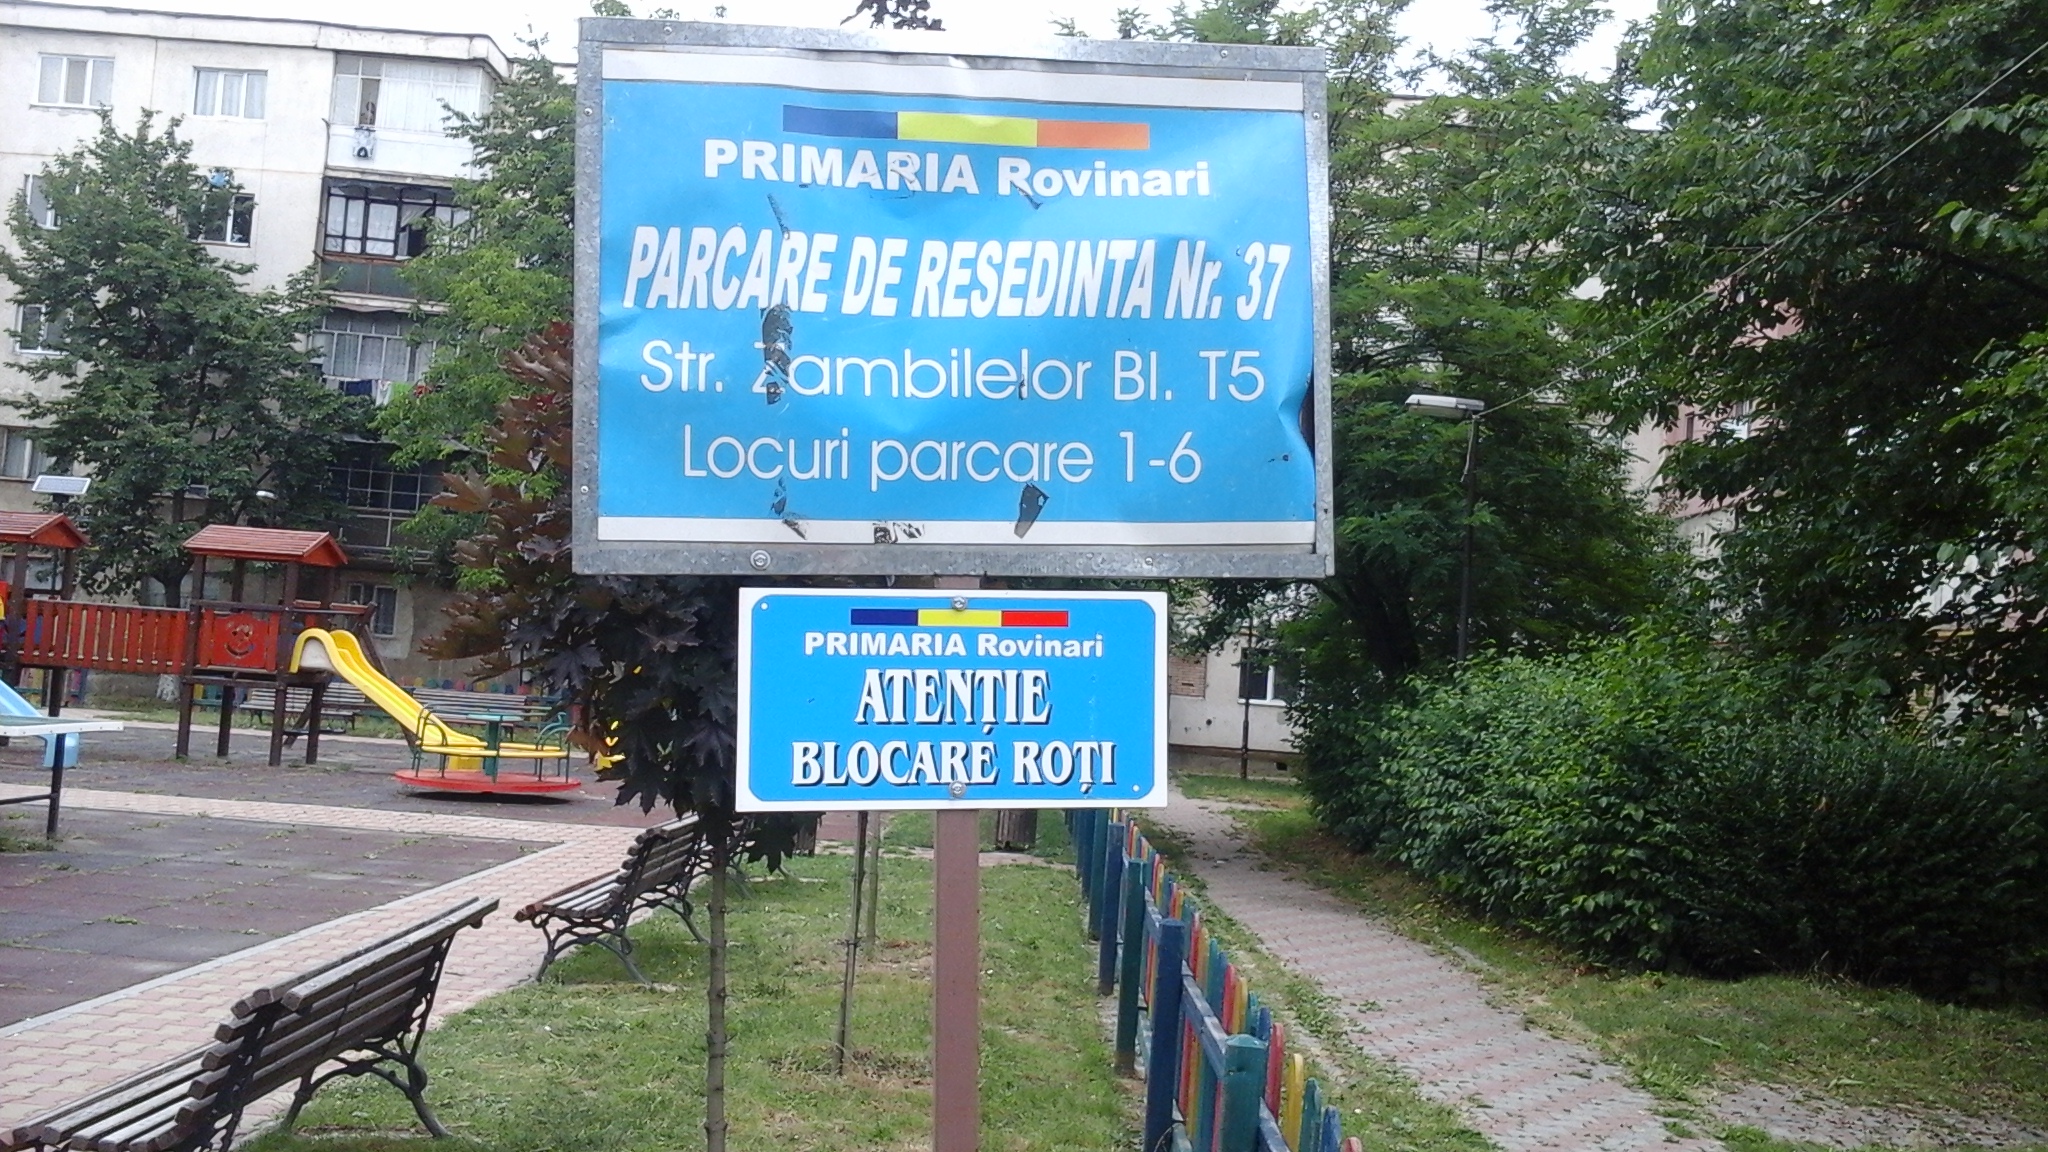 PRIMARIA Rovinari
PARCARE DE RESEDINTA Nr. 37
Str. Zambilelor Bl. T5
Locuri parcare 1-6
PRIMARIA Rovinari
ATENȚIE
BLOCARE ROȚI